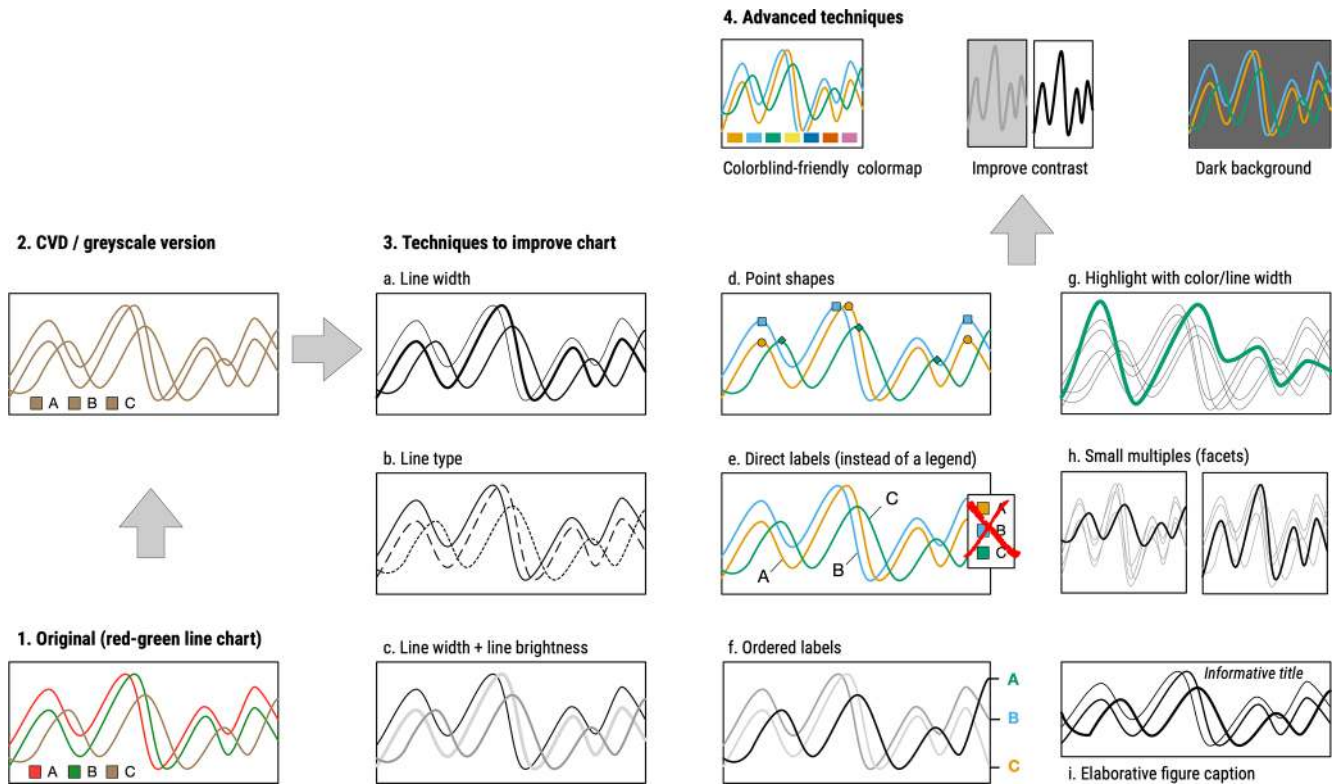 4. Advanced techniques
Colorblind-friendly colormap
Improve contrast
Dark background
2. CVD / greyscale version
A B C
3. Techniques to improve chart
a. Line width
b. Line type
c. Line width + line brightness
d. Point shapes
e. Direct labels (instead of a legend)
C
A
B
A
B
C
f. Ordered labels
A
B
C
g. Highlight with color/line width
h. Small multiples (facets)
Informative title
i. Elaborative figure caption
1. Original (red-green line chart)
A B C